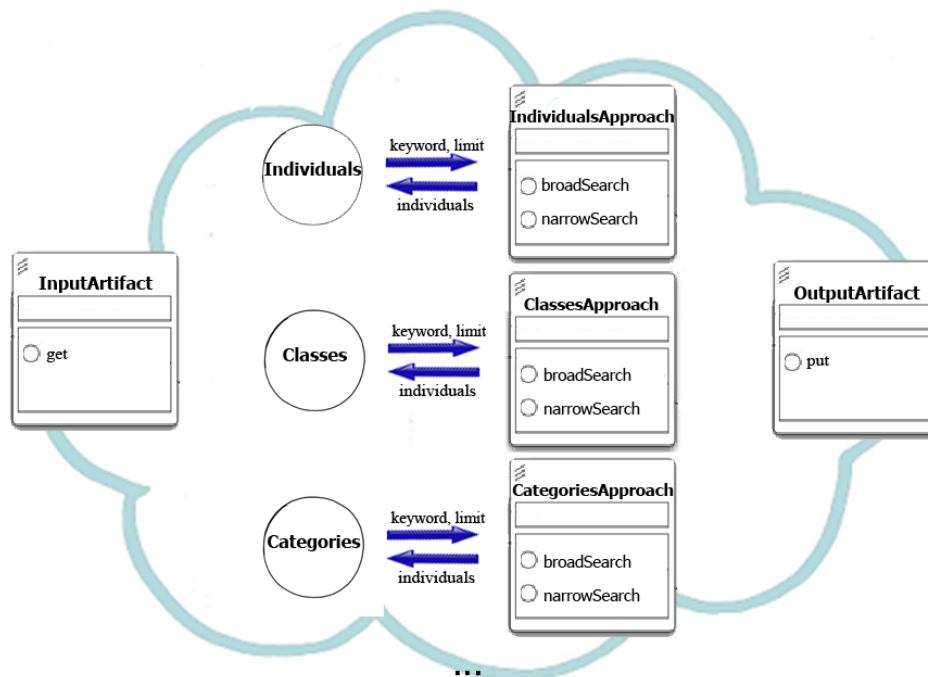 IndividualsApproach
keyword, limit
Individuals
individuals
broadSearch
narrowSearch
InputArtifact
get
ClassesApproach
keyword, limit
Classes
individuals
broadSearch
narrowSearch
OutputArtifact
put
CategoriesApproach
keyword, limit
Categories
individuals
broadSearch
narrowSearch
...